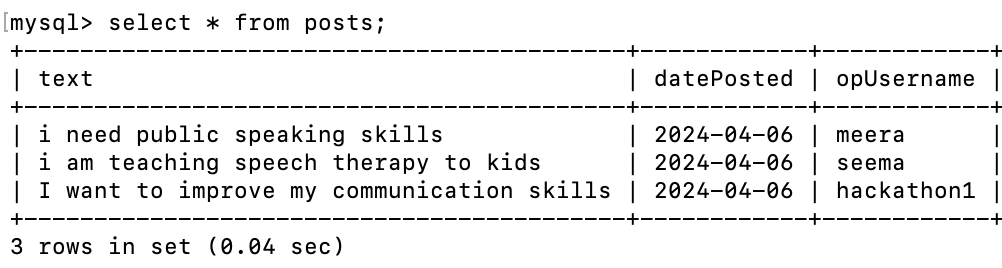 mysql> select * from posts;
+-------------------------------------------+------------+------------+
| text                                      | datePosted | opUsername |
+-------------------------------------------+------------+------------+
| i need public speaking skills             | 2024-04-06 | meera      |
| i am teaching speech therapy to kids      | 2024-04-06 | seema      |
| I want to improve my communication skills | 2024-04-06 | hackathon1 |
+-------------------------------------------+------------+------------+
3 rows in set (0.04 sec)